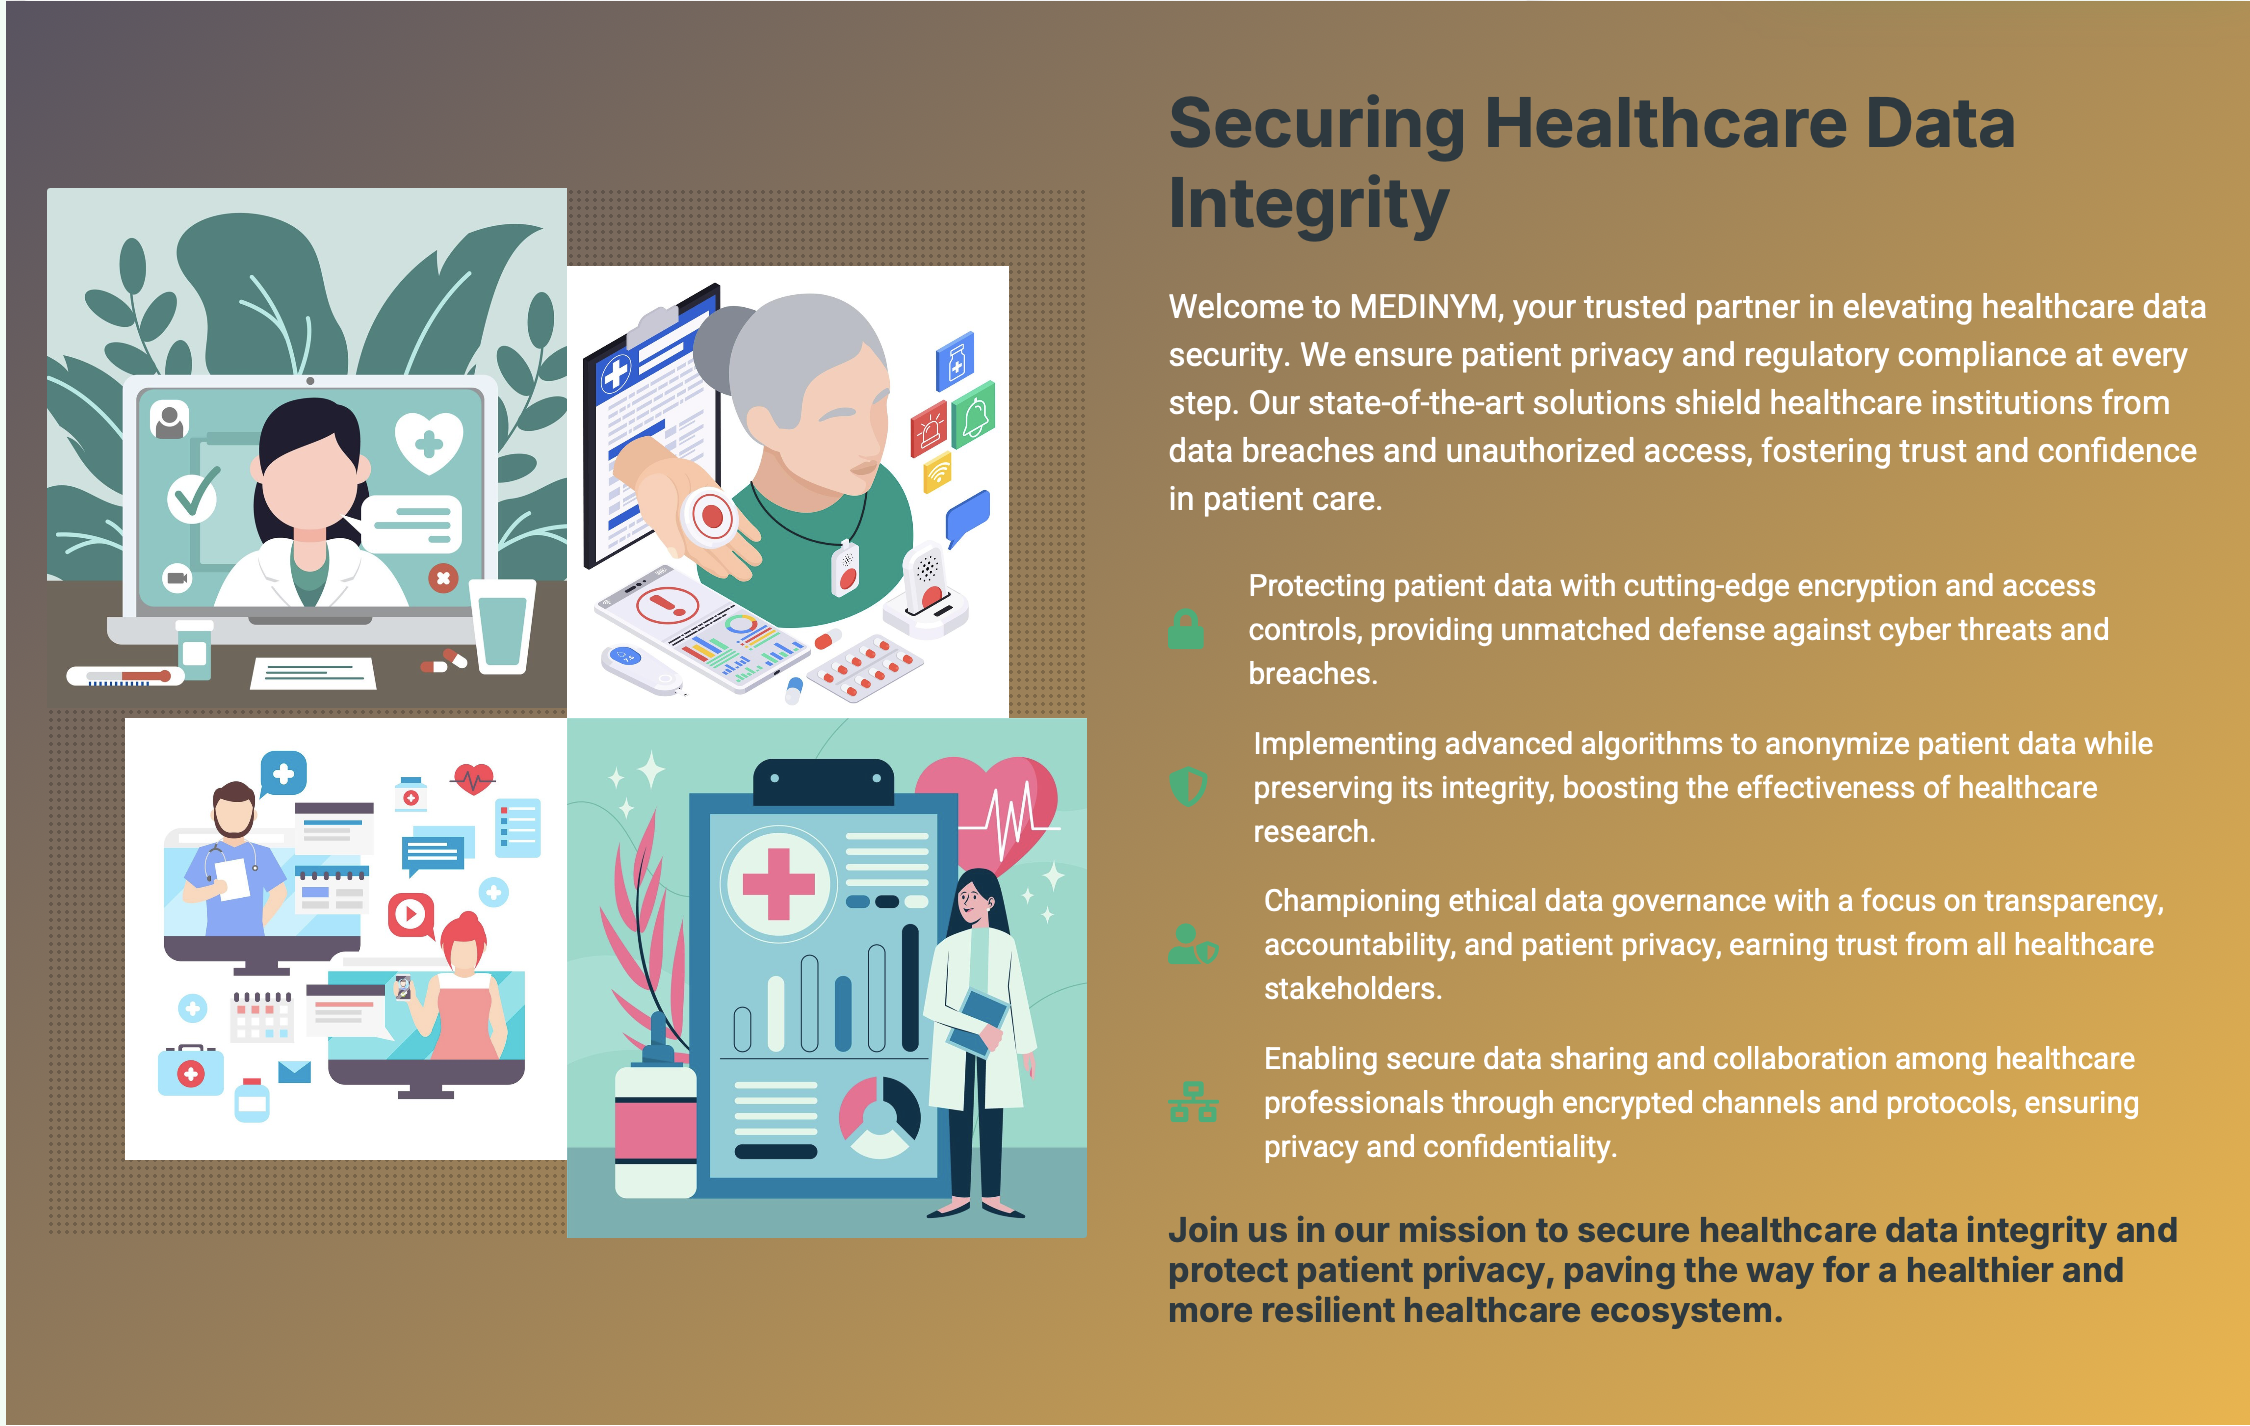 Securing Healthcare Data
Integrity
Welcome to MEDINYM, your trusted partner in elevating healthcare data
security. We ensure patient privacy and regulatory compliance at every
step. Our state-of-the-art solutions shield healthcare institutions from
data breaches and unauthorized access, fostering trust and confidence
in patient care.
Protecting patient data with cutting-edge encryption and access
controls, providing unmatched defense against cyber threats and
breaches.
Implementing advanced algorithms to anonymize patient data while
preserving its integrity, boosting the effectiveness of healthcare
research.
Championing ethical data governance with a focus on transparency,
accountability, and patient privacy, earning trust from all healthcare
stakeholders.
Enabling secure data sharing and collaboration among healthcare
professionals through encrypted channels and protocols, ensuring
privacy and confidentiality.
Join us in our mission to secure healthcare data integrity and
protect patient privacy, paving the way for a healthier and
more resilient healthcare ecosystem.